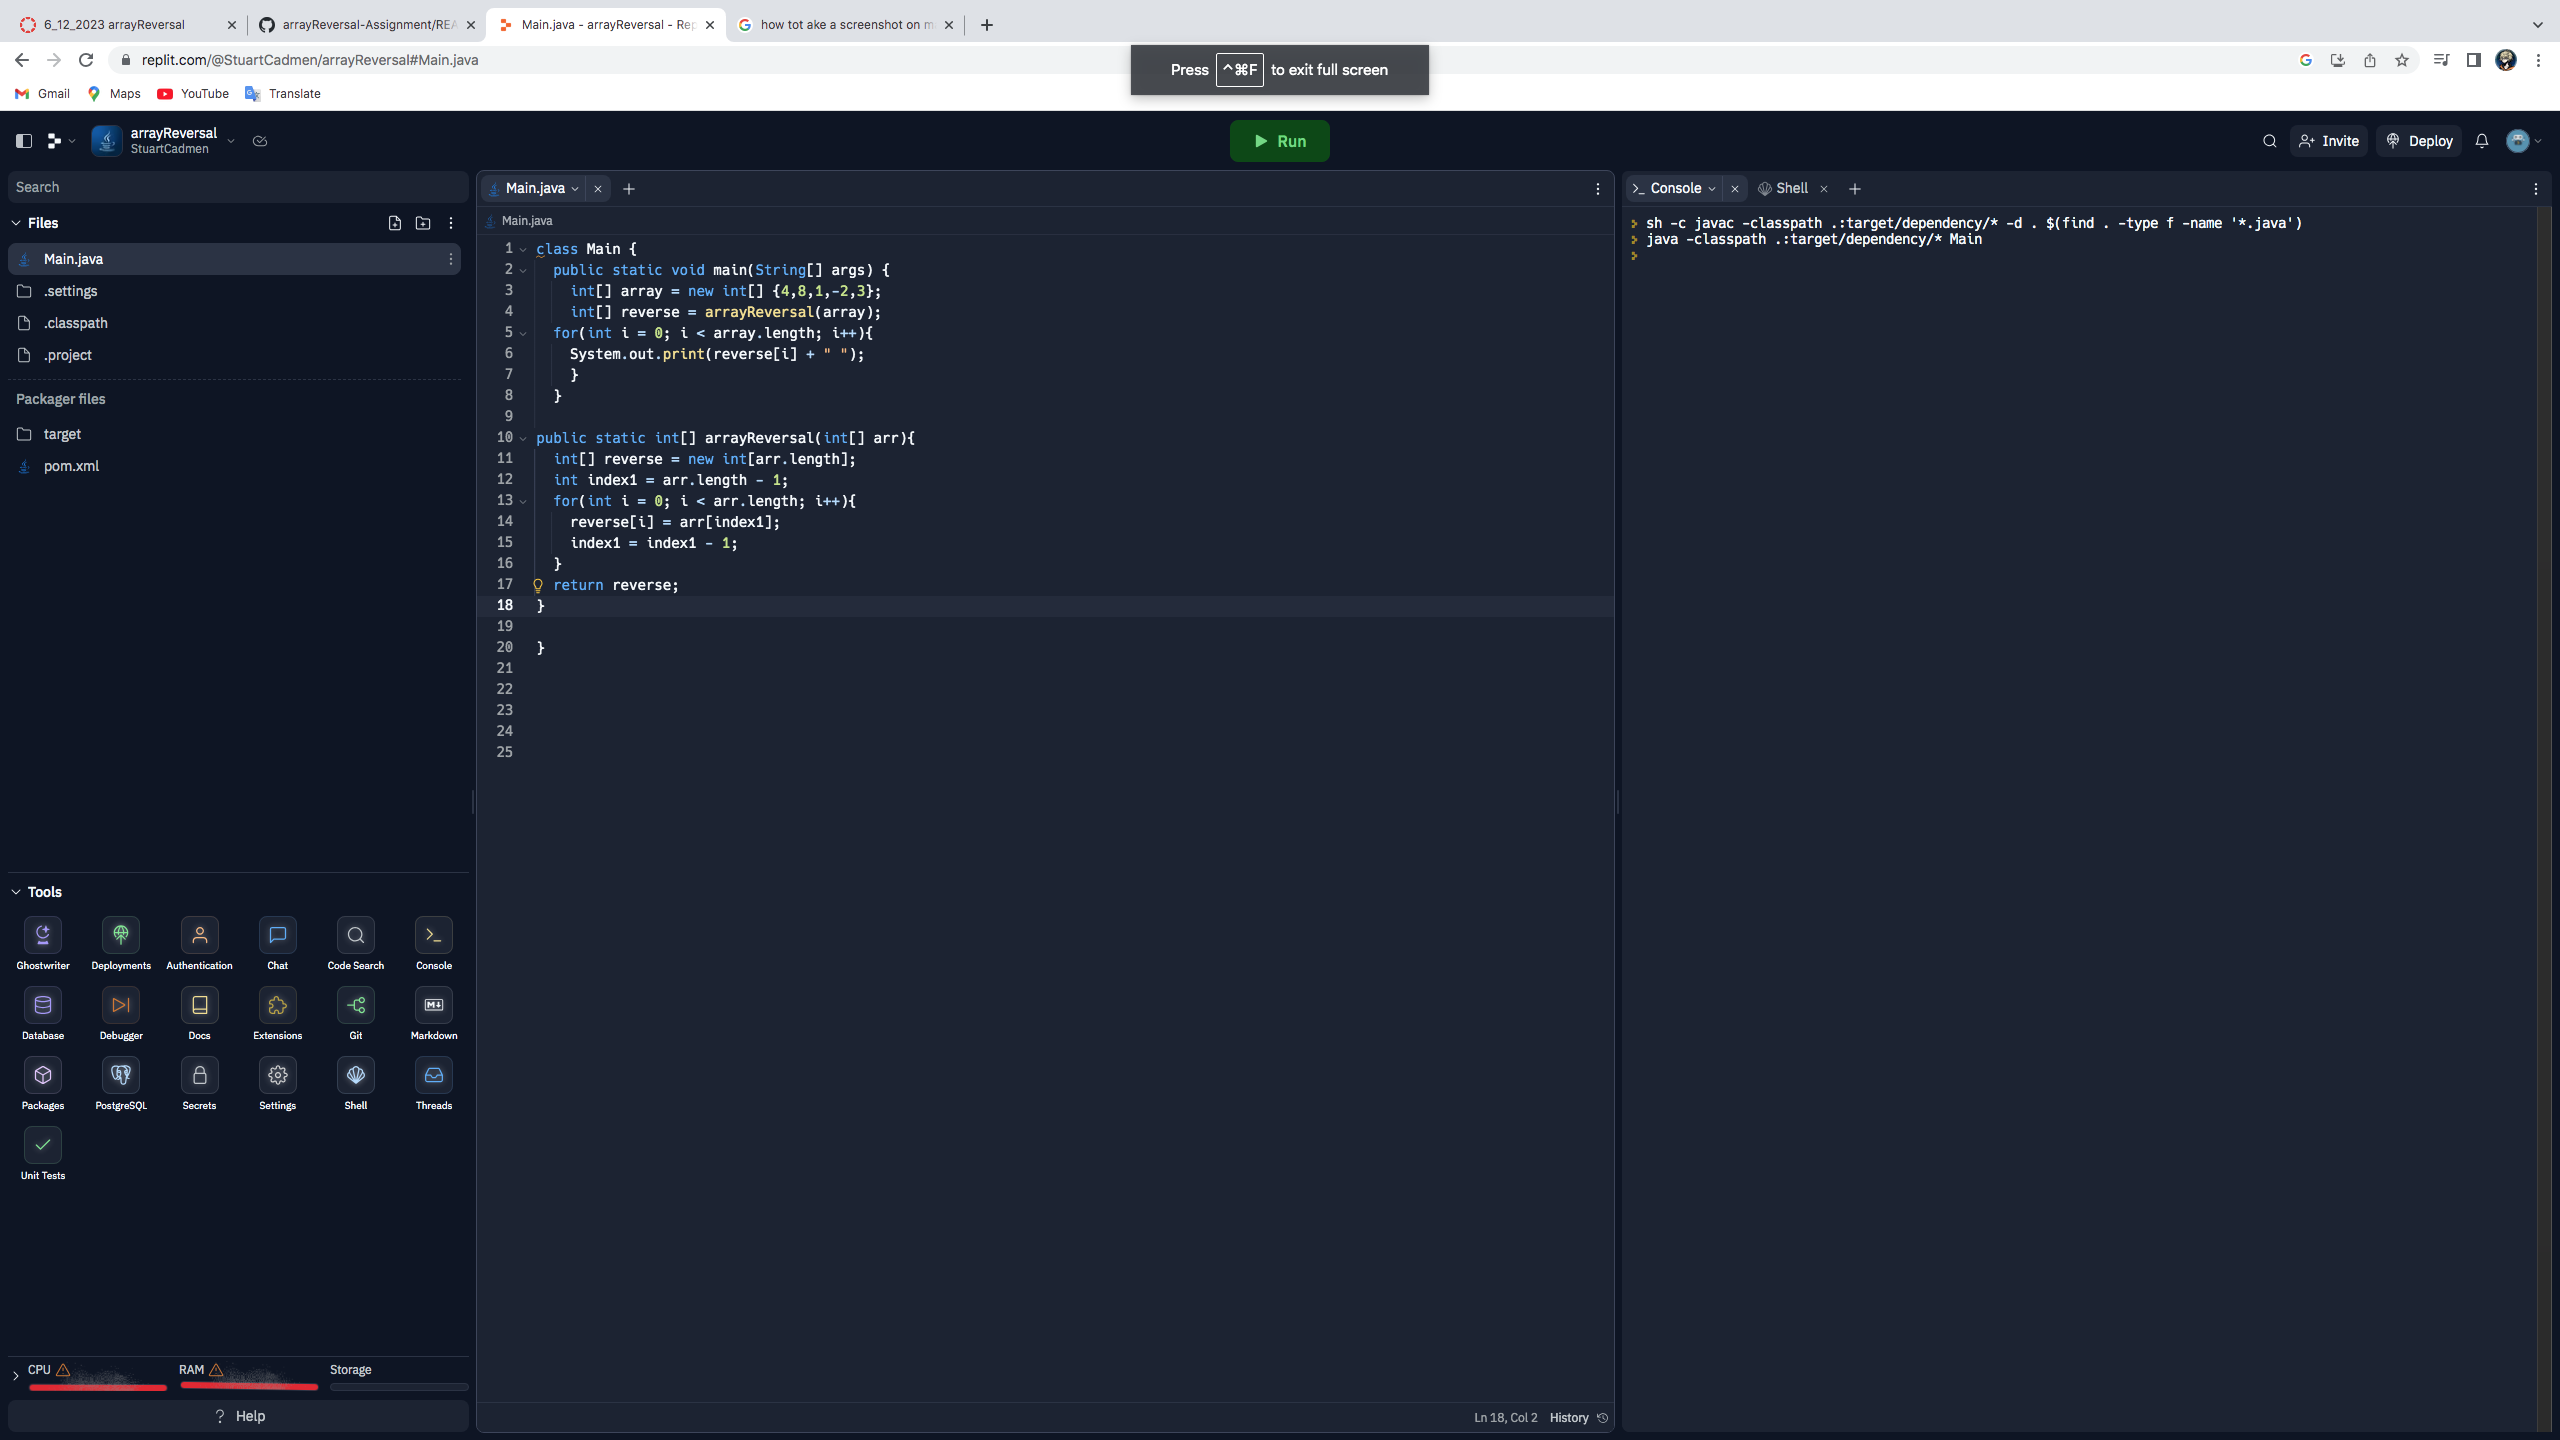 6_12_2023 arrayReversal
arrayReversal-Assignment/REA
Main.java - arrayReversal - Rep
how tot ake a screenshot on m
replit.com/@StuartCadmen/arrayReversal#Main.java
Press ^⌘F to exit full screen
Gmail Maps YouTube Translate
arrayReversal
StuartCadmen
Run
Invite
Deploy
Search
Files
Main.java
.settings
.classpath
.project
Packager files
target
pom.xml
Tools
Ghostwriter Deployments Authentication Chat Code Search Console
Database Debugger Docs Extensions Git Markdown
Packages PostgreSQL Secrets Settings Shell Threads
Unit Tests
CPU RAM Storage
? Help
Main.java
Main.java
1 class Main {
2 public static void main(String[] args) {
3 int[] array = new int[] {4,8,1,-2,3};
4 int[] reverse = arrayReversal(array);
5 for(int i = 0; i < array.length; i++){
6 System.out.print(reverse[i] + " ");
7 }
8 }
9
10 public static int[] arrayReversal(int[] arr){
11 int[] reverse = new int[arr.length];
12 int index1 = arr.length - 1;
13 for(int i = 0; i < arr.length; i++){
14 reverse[i] = arr[index1];
15 index1 = index1 - 1;
16 }
17 return reverse;
18 }
19
20 }
21
22
23
24
25
Ln 18, Col 2 History
Console Shell
sh -c javac -classpath .:target/dependency/* -d . $(find . -type f -name '*.java')
java -classpath .:target/dependency/* Main